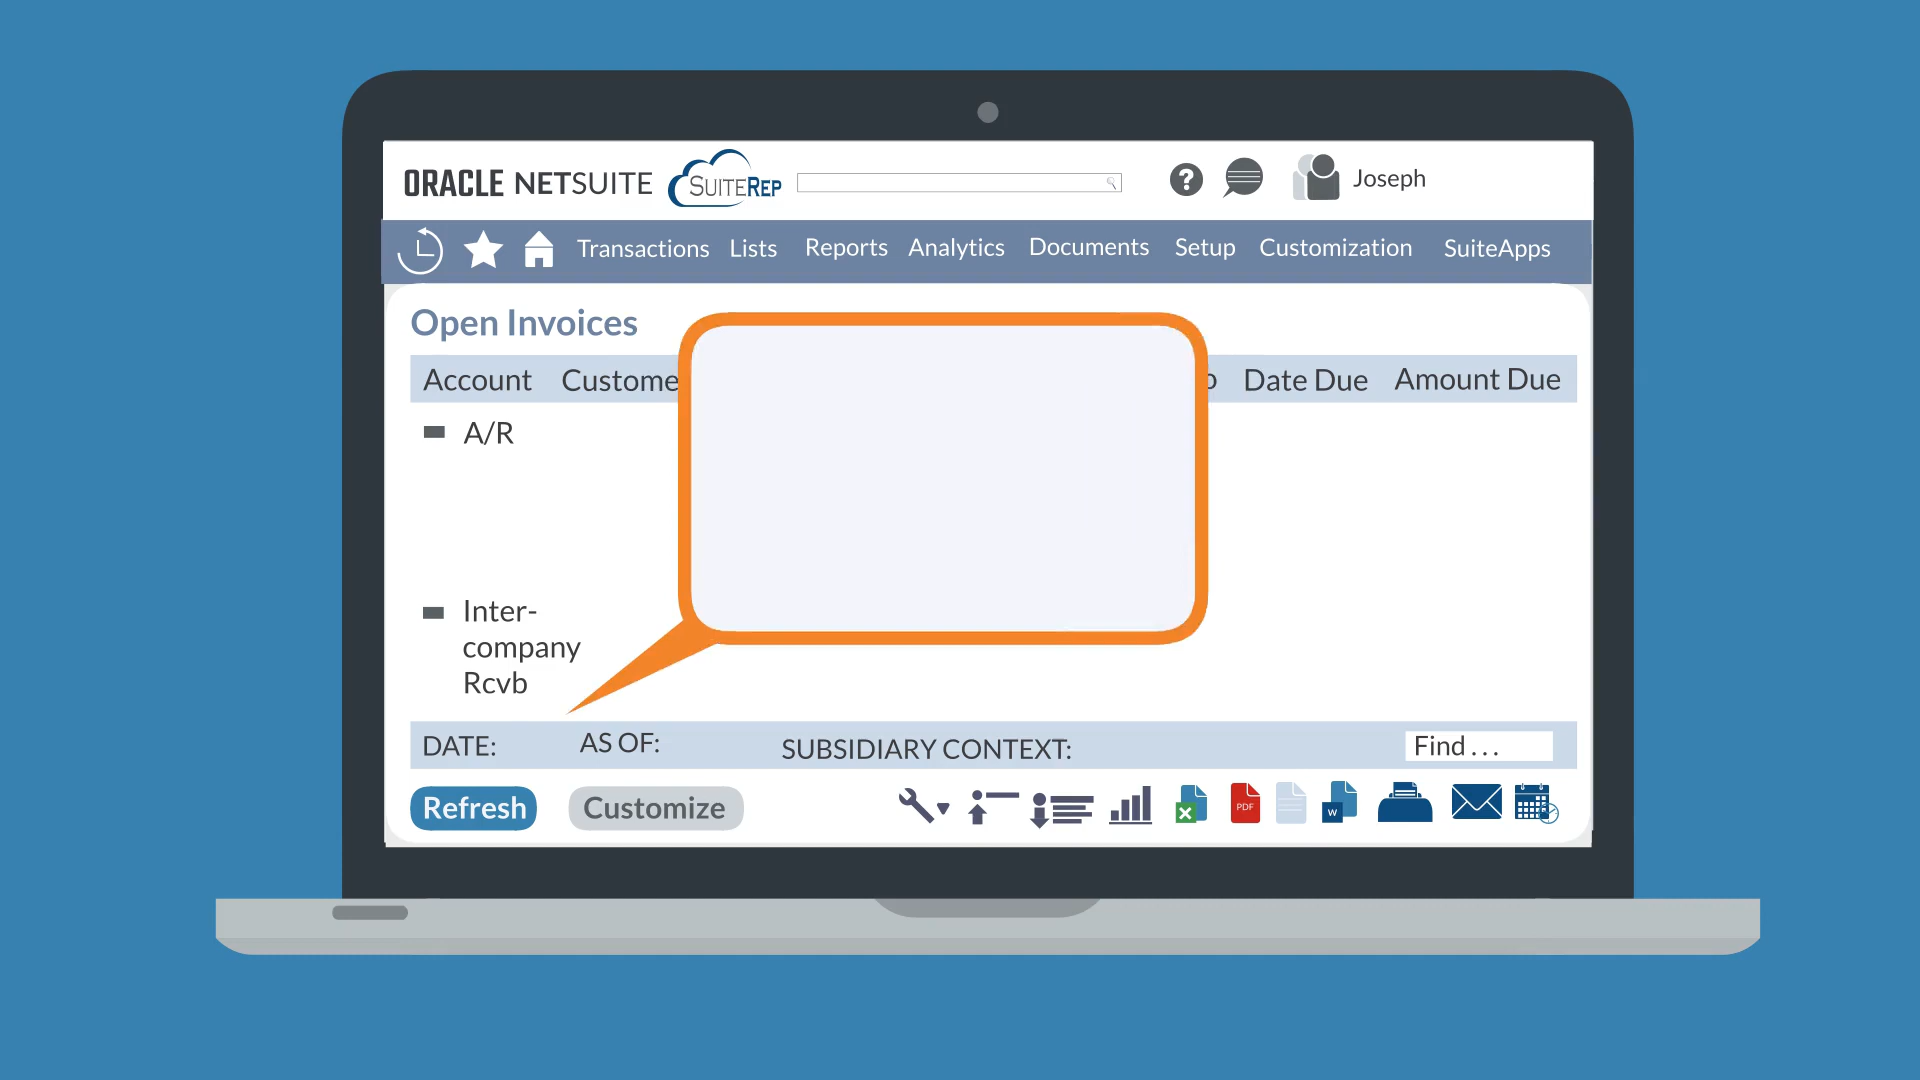 ORACLE NETSUITE SUITEREP
? Joseph
Transactions Lists Reports Analytics Documents Setup Customization SuiteApps
Open Invoices
Account Custome Date Due Amount Due
A/R
Inter-
company
Rcvb
DATE: AS OF: SUBSIDIARY CONTEXT: Find . . .
Refresh Customize X PDF W